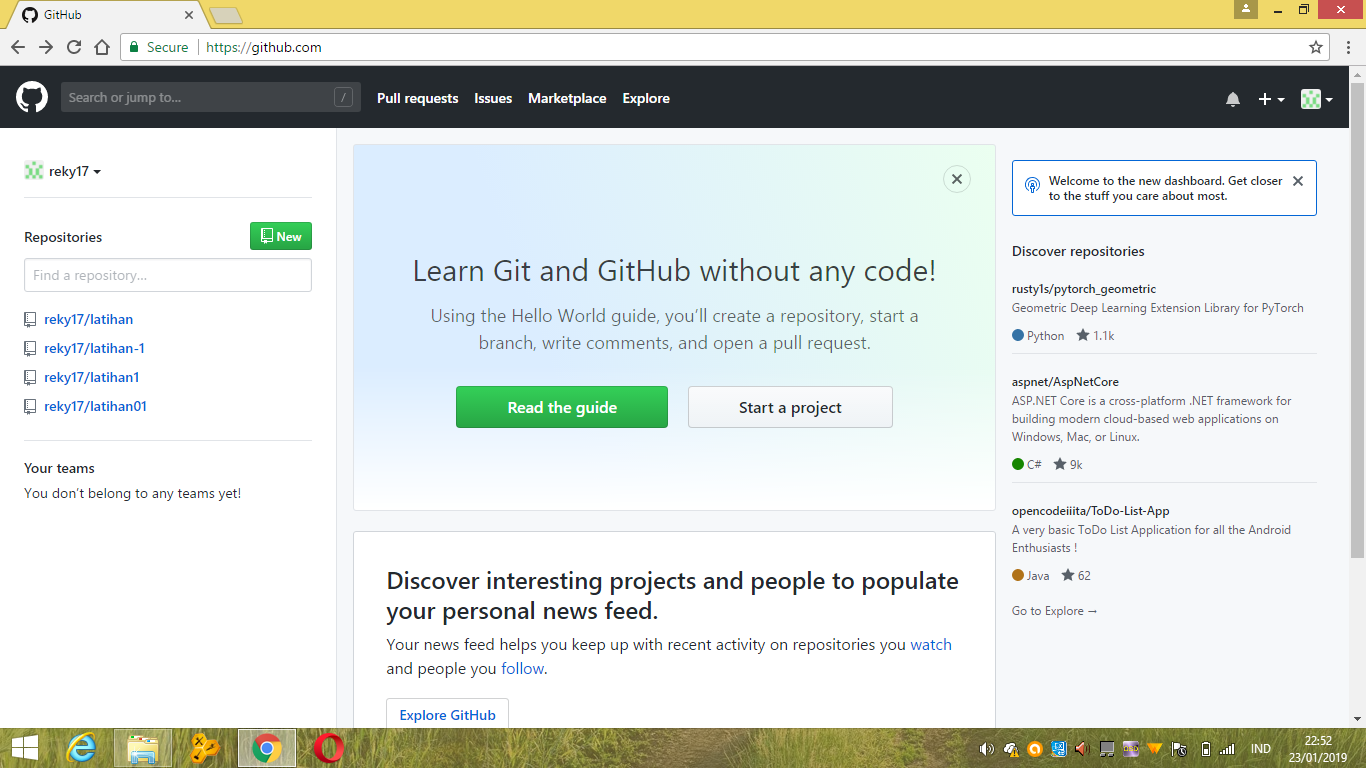 GitHub
Secure
https://github.com
Search or jump to...
/
Pull requests
Issues
Marketplace
Explore
reky17
Repositories
New
Find a repository...
reky17/latihan
reky17/latihan-1
reky17/latihan1
reky17/latihan01
Your teams
You don't belong to any teams yet!
Learn Git and GitHub without any code!
Using the Hello World guide, you'll create a repository, start a
branch, write comments, and open a pull request.
Read the guide
Start a project
Discover interesting projects and people to populate
your personal news feed.
Your news feed helps you keep up with recent activity on repositories you watch
and people you follow.
Explore GitHub
Welcome to the new dashboard. Get closer
to the stuff you care about most.
Discover repositories
rusty1s/pytorch_geometric
Geometric Deep Learning Extension Library for PyTorch
Python 1.1k
aspnet/AspNetCore
ASP.NET Core is a cross-platform .NET framework for
building modern cloud-based web applications on
Windows, Mac, or Linux.
C# 9k
opencodeiiita/ToDo-List-App
A very basic ToDo List Application for all the Android
Enthusiasts !
Java 62
Go to Explore →
IND
22:52
23/01/2019